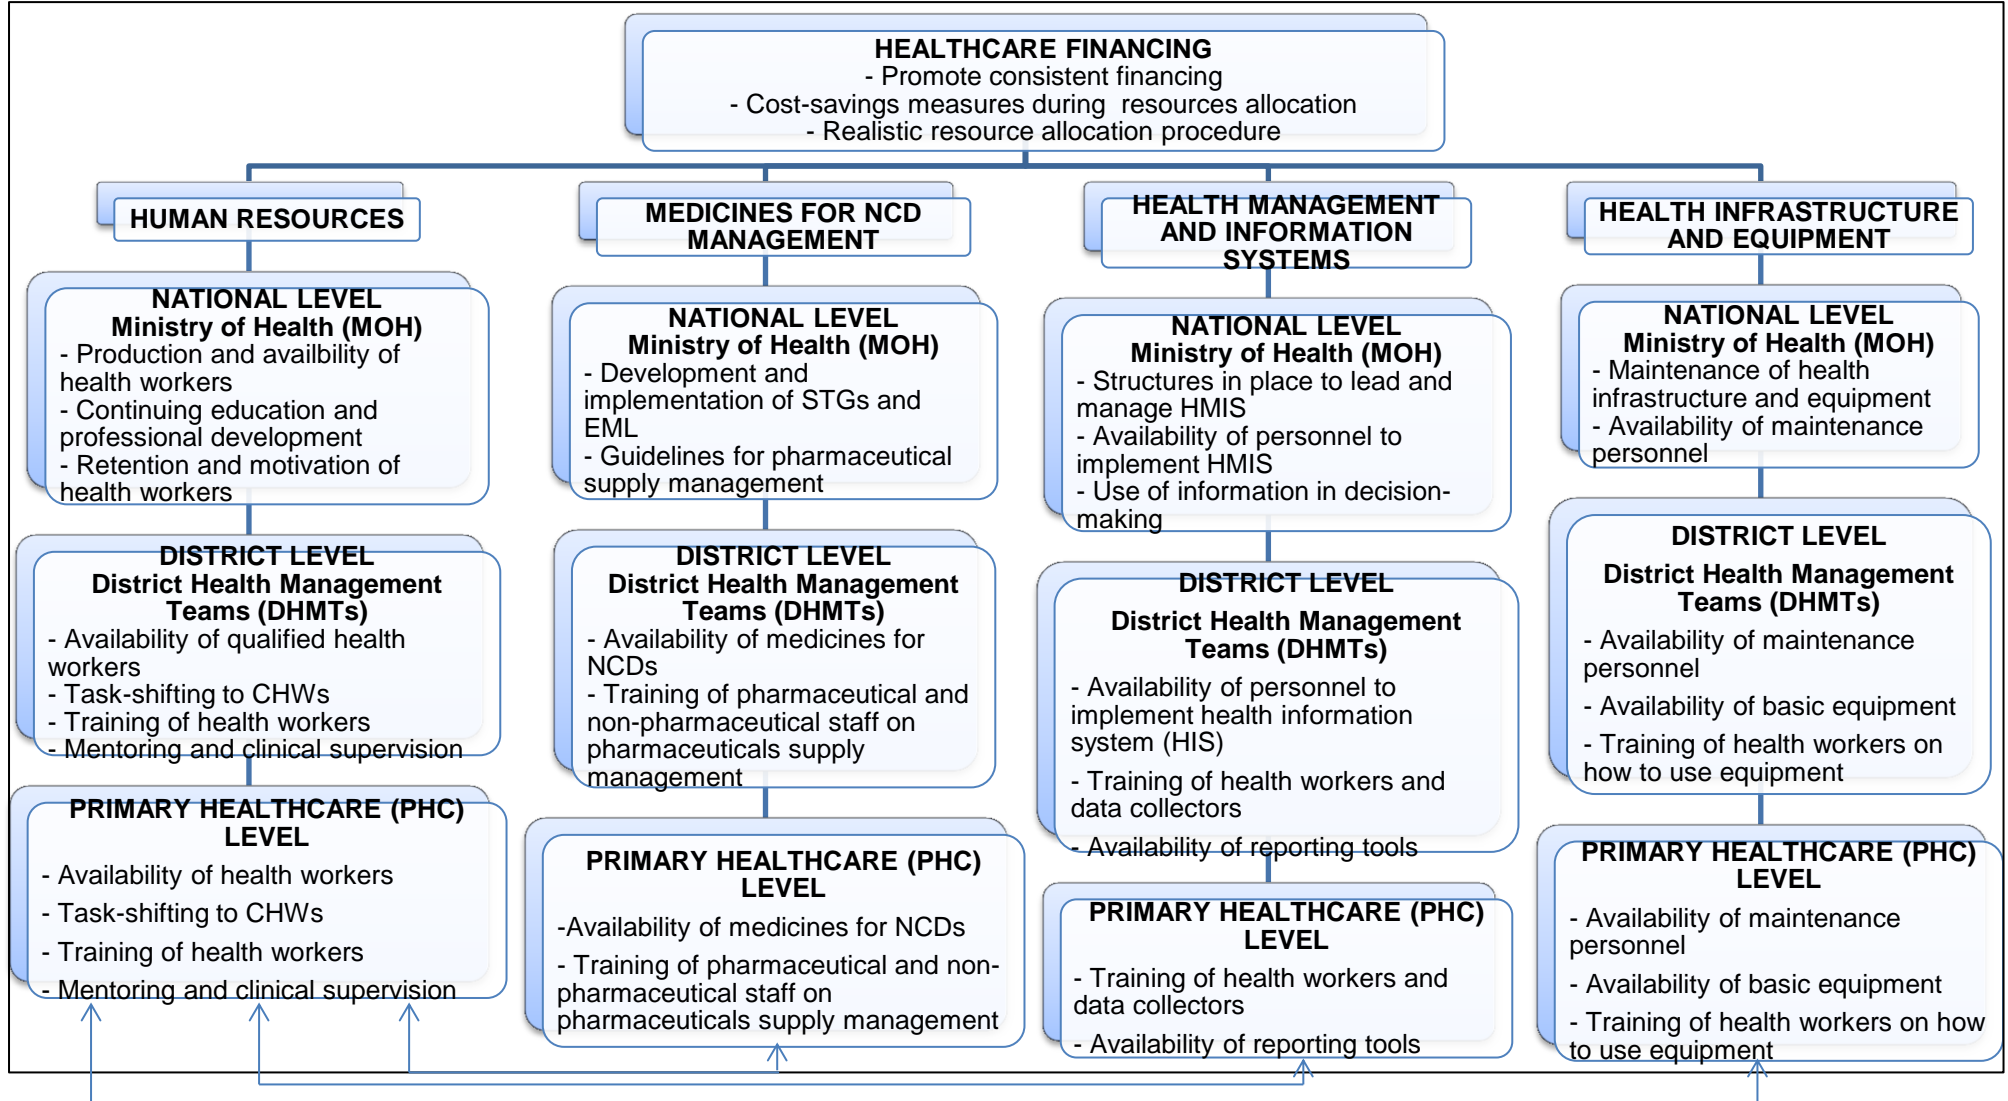 HEALTHCARE FINANCING
- Promote consistent financing
- Cost-savings measures during resources allocation
- Realistic resource allocation procedure
HUMAN RESOURCES
NATIONAL LEVEL
Ministry of Health (MOH)
- Production and availbility of
health workers
- Continuing education and
professional development
- Retention and motivation of
health workers
DISTRICT LEVEL
District Health Management
Teams (DHMTs)
- Availability of qualified health
workers
- Task-shifting to CHWs
- Training of health workers
- Mentoring and clinical supervision
PRIMARY HEALTHCARE (PHC)
LEVEL
- Availability of health workers
- Task-shifting to CHWs
- Training of health workers
- Mentoring and clinical supervision
MEDICINES FOR NCD
MANAGEMENT
NATIONAL LEVEL
Ministry of Health (MOH)
- Development and
implementation of STGs and
EML
- Guidelines for pharmaceutical
supply management
DISTRICT LEVEL
District Health Management
Teams (DHMTs)
- Availability of medicines for
NCDs
- Training of pharmaceutical and
non-pharmaceutical staff on
pharmaceuticals supply
management
PRIMARY HEALTHCARE (PHC)
LEVEL
-Availability of medicines for NCDs
- Training of pharmaceutical and non-
pharmaceutical staff on
pharmaceuticals supply management
HEALTH MANAGEMENT
AND INFORMATION
SYSTEMS
NATIONAL LEVEL
Ministry of Health (MOH)
- Structures in place to lead and
manage HMIS
- Availability of personnel to
implement HMIS
- Use of information in decision-
making
DISTRICT LEVEL
District Health Management
Teams (DHMTs)
- Availability of personnel to
implement health information
system (HIS)
- Training of health workers and
data collectors
- Availability of reporting tools
PRIMARY HEALTHCARE (PHC)
LEVEL
- Training of health workers and
data collectors
- Availability of reporting tools
HEALTH INFRASTRUCTURE
AND EQUIPMENT
NATIONAL LEVEL
Ministry of Health (MOH)
- Maintenance of health
infrastructure and equipment
- Availability of maintenance
personnel
DISTRICT LEVEL
District Health Management
Teams (DHMTs)
- Availability of maintenance
personnel
- Availability of basic equipment
- Training of health workers on
how to use equipment
PRIMARY HEALTHCARE (PHC)
LEVEL
- Availability of maintenance
personnel
- Availability of basic equipment
- Training of health workers on how
to use equipment